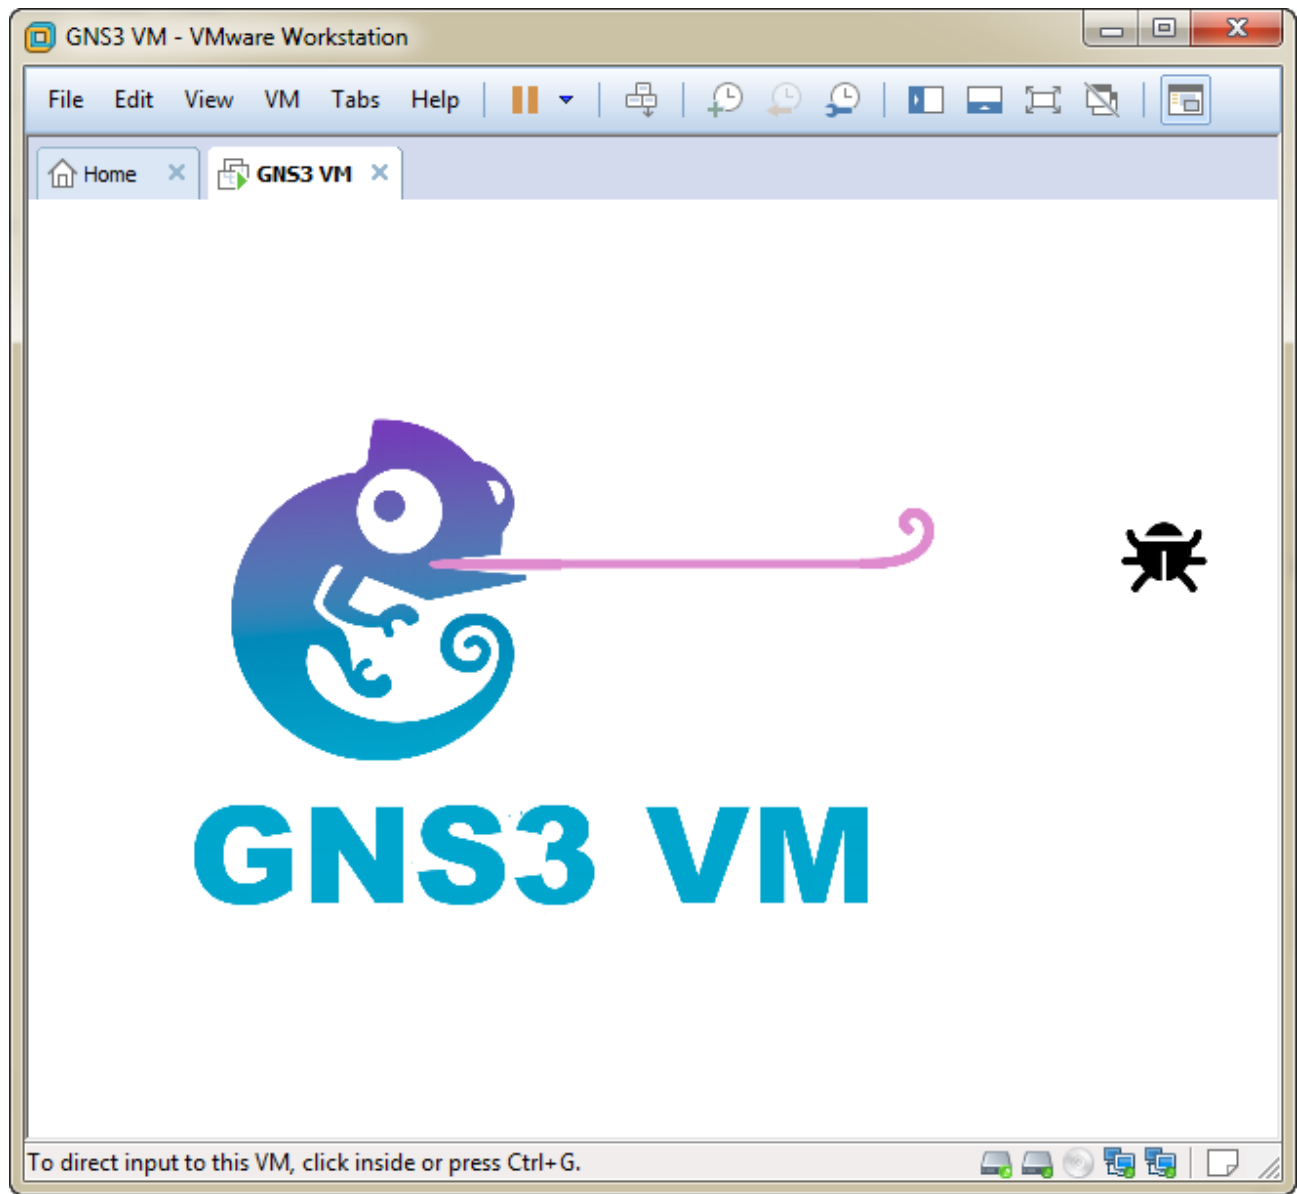 GNS3 VM - VMware Workstation
File Edit View VM Tabs Help
Home GNS3 VM
GNS3 VM
To direct input to this VM, click inside or press Ctrl+G.